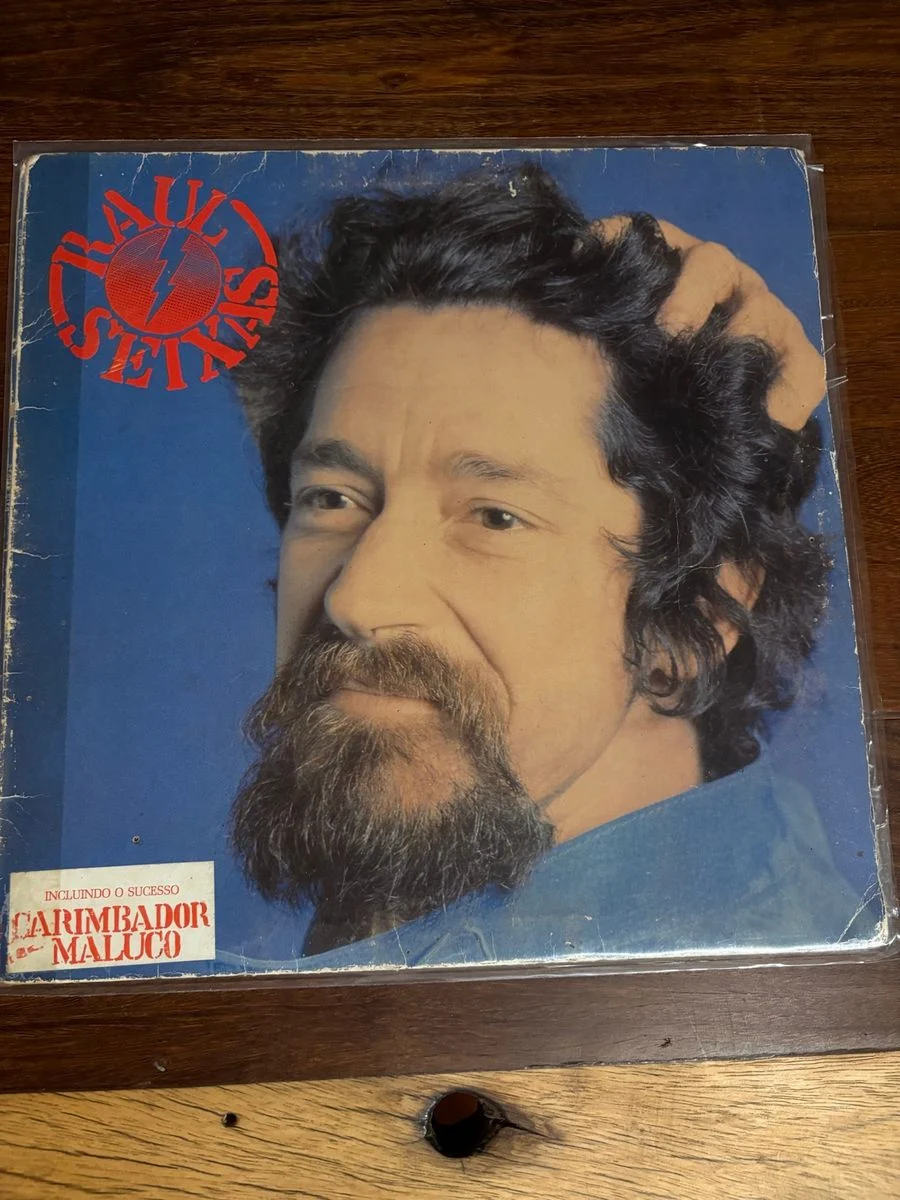 RAUL
SEIXAS
INCLUINDO O SUCESSO
CARIMBADOR
MALUCO